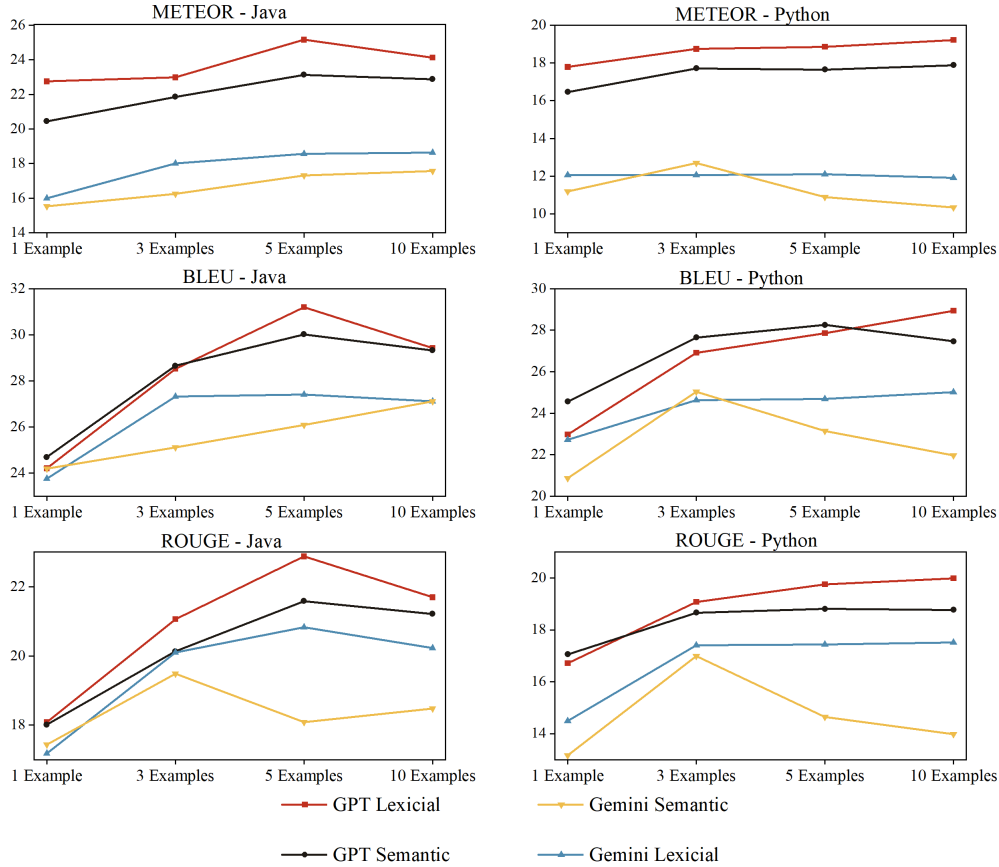 METEOR - Java
26
24
22
20
18
16
14
1 Example 3 Examples 5 Examples 10 Examples
METEOR - Python
20
18
16
14
12
10
1 Example 3 Examples 5 Example 10 Examples
BLEU - Java
32
30
28
26
24
1 Example 3 Examples 5 Examples 10 Examples
BLEU - Python
30
28
26
24
22
20
1 Example 3 Examples 5 Example 10 Examples
ROUGE - Java
22
20
18
1 Example 3 Examples 5 Examples 10 Examples
ROUGE - Python
20
18
16
14
1 Example 3 Examples 5 Examples 10 Examples
GPT Lexicial
Gemini Semantic
GPT Semantic
Gemini Lexicial